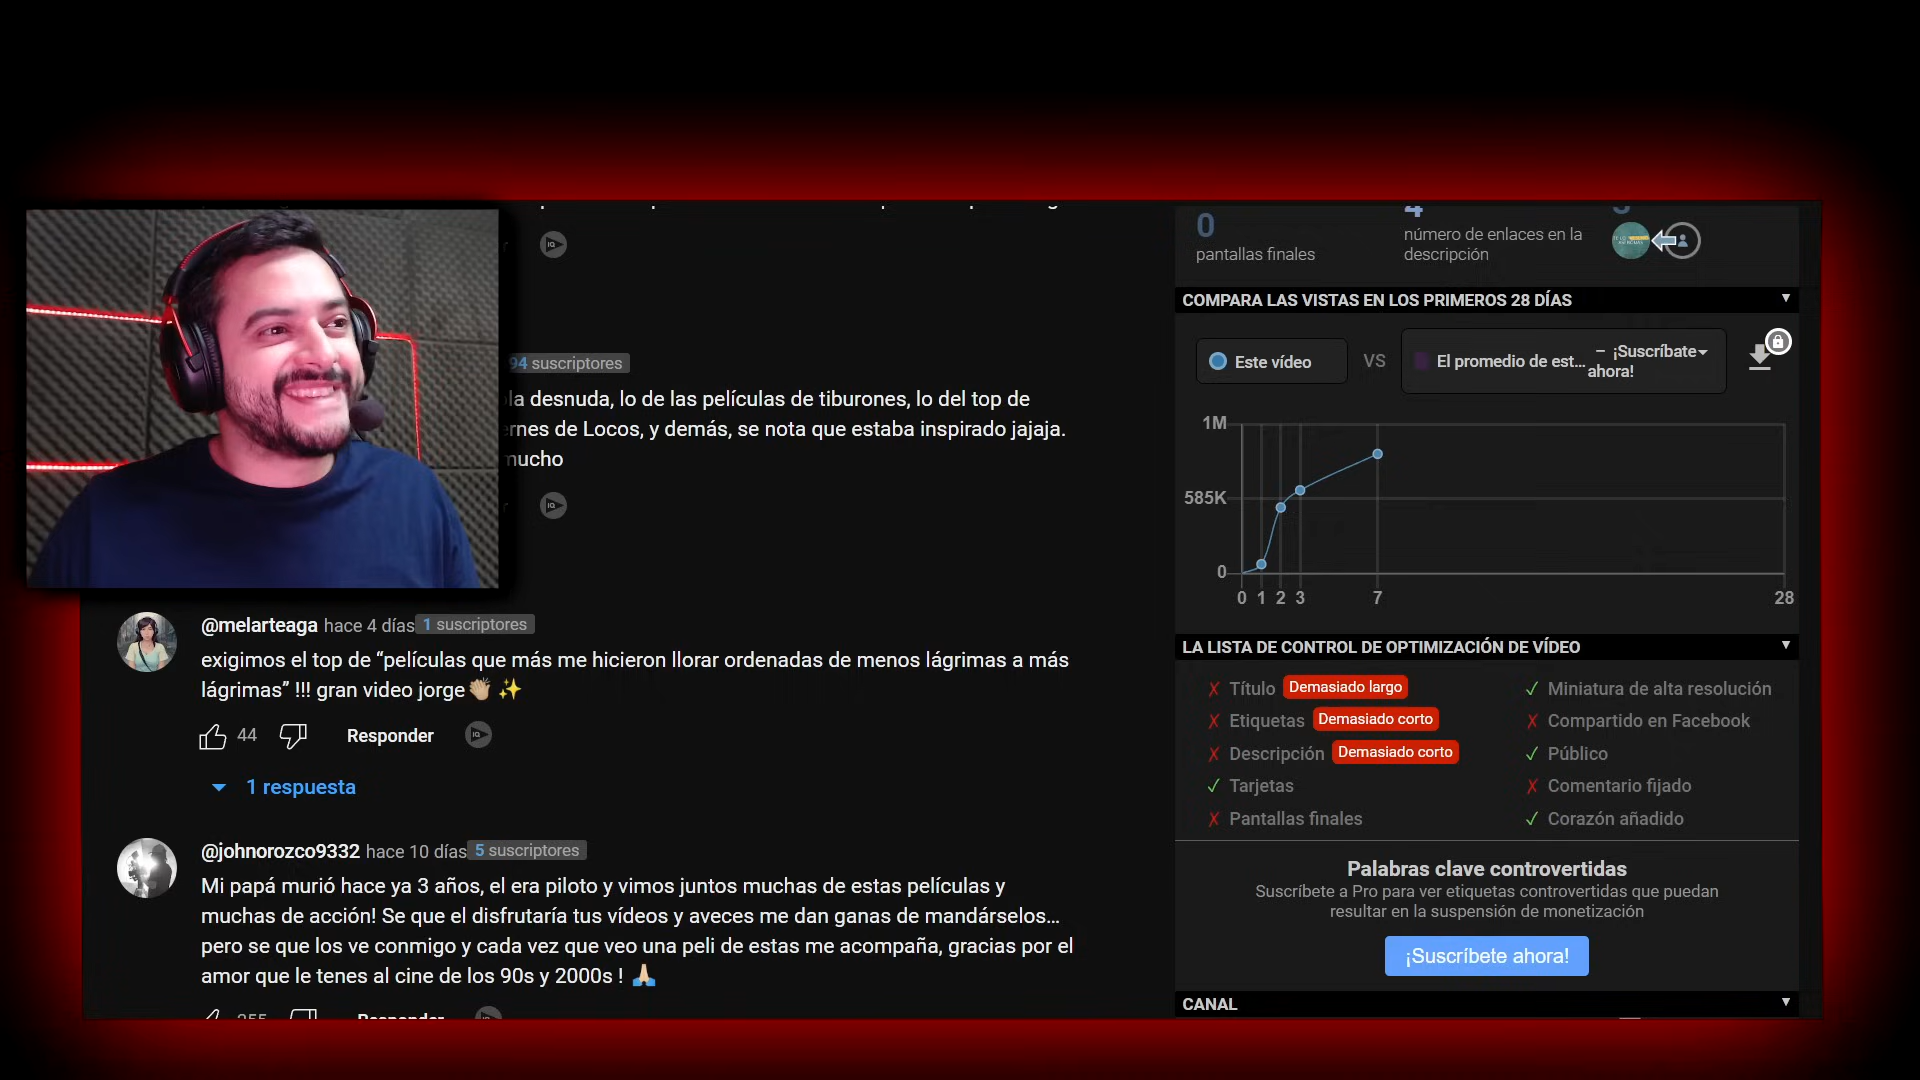 94 suscriptores
la desnuda, lo de las películas de tiburones, lo del top de
ernes de Locos, y demás, se nota que estaba inspirado jajaja.
mucho
@melarteaga hace 4 días 1 suscriptores
exigimos el top de “películas que más me hicieron llorar ordenadas de menos lágrimas a más
lágrimas” !!! gran video jorge👏🏼 ✨
44 Responder
1 respuesta
@johnorozco9332 hace 10 días 5 suscriptores
Mi papá murió hace ya 3 años, el era piloto y vimos juntos muchas de estas películas y
muchas de acción! Se que el disfrutaría tus vídeos y aveces me dan ganas de mandárselos…
pero se que los ve conmigo y cada vez que veo una peli de estas me acompaña, gracias por el
amor que le tenes al cine de los 90s y 2000s ! 🙏🏼
Responder
0
pantallas finales
4
número de enlaces en la
descripción
COMPARA LAS VISTAS EN LOS PRIMEROS 28 DÍAS
Este vídeo VS El promedio de est... – ¡Suscríbate
ahora!
1M
585K
0
0 1 2 3 7 28
LA LISTA DE CONTROL DE OPTIMIZACIÓN DE VÍDEO
✗ Título Demasiado largo
✗ Etiquetas Demasiado corto
✗ Descripción Demasiado corto
✓ Tarjetas
✗ Pantallas finales
✓ Miniatura de alta resolución
✗ Compartido en Facebook
✓ Público
✗ Comentario fijado
✓ Corazón añadido
Palabras clave controvertidas
Suscríbete a Pro para ver etiquetas controvertidas que puedan
resultar en la suspensión de monetización
¡Suscríbete ahora!
CANAL